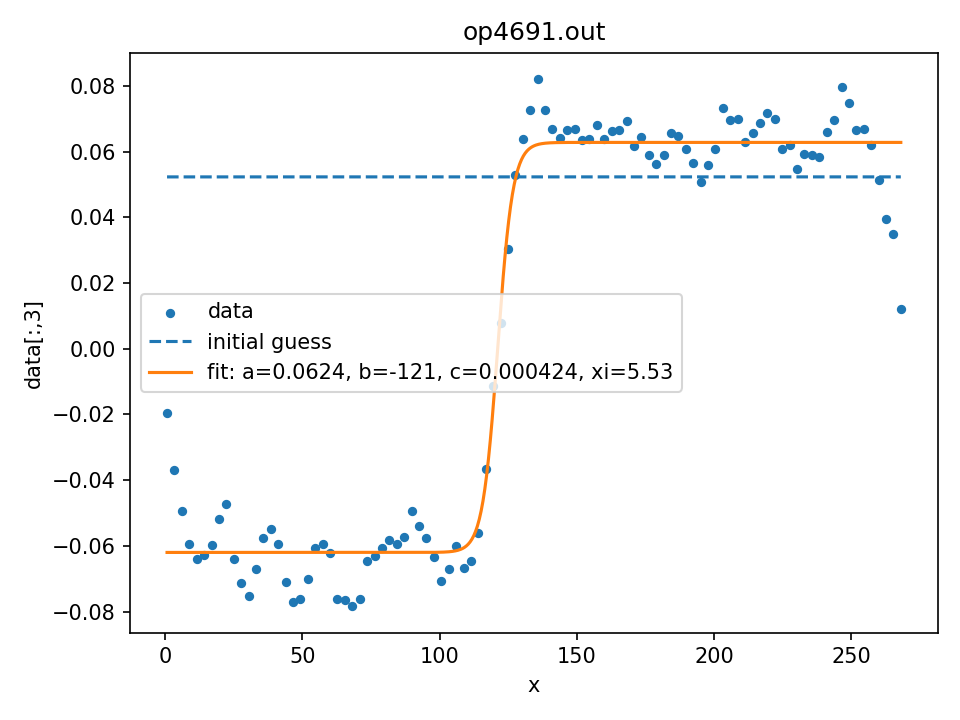 op4691.out
0.08
0.06
0.04
0.02
0.00
−0.02
−0.04
−0.06
−0.08
data[:,3]
data
initial guess
fit: a=0.0624, b=-121, c=0.000424, xi=5.53
0 50 100 150 200 250
x